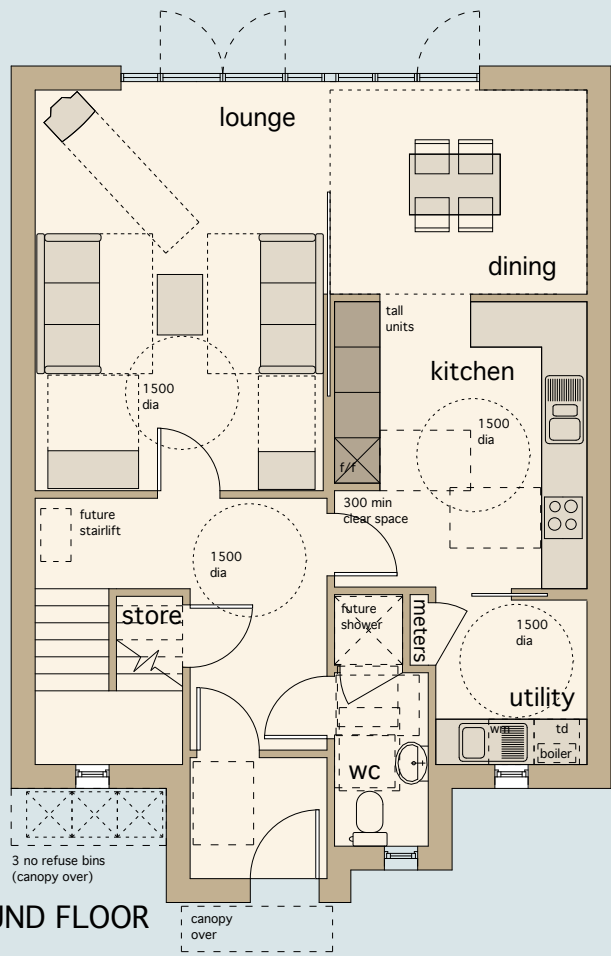 lounge
dining
tall
units
kitchen
1500
dia
1500
dia
f/f
300 min
clear space
future
stairlift
1500
dia
store
future
shower
meters
1500
dia
utility
wm
td
boiler
wc
3 no refuse bins
(canopy over)
UND FLOOR
canopy
over